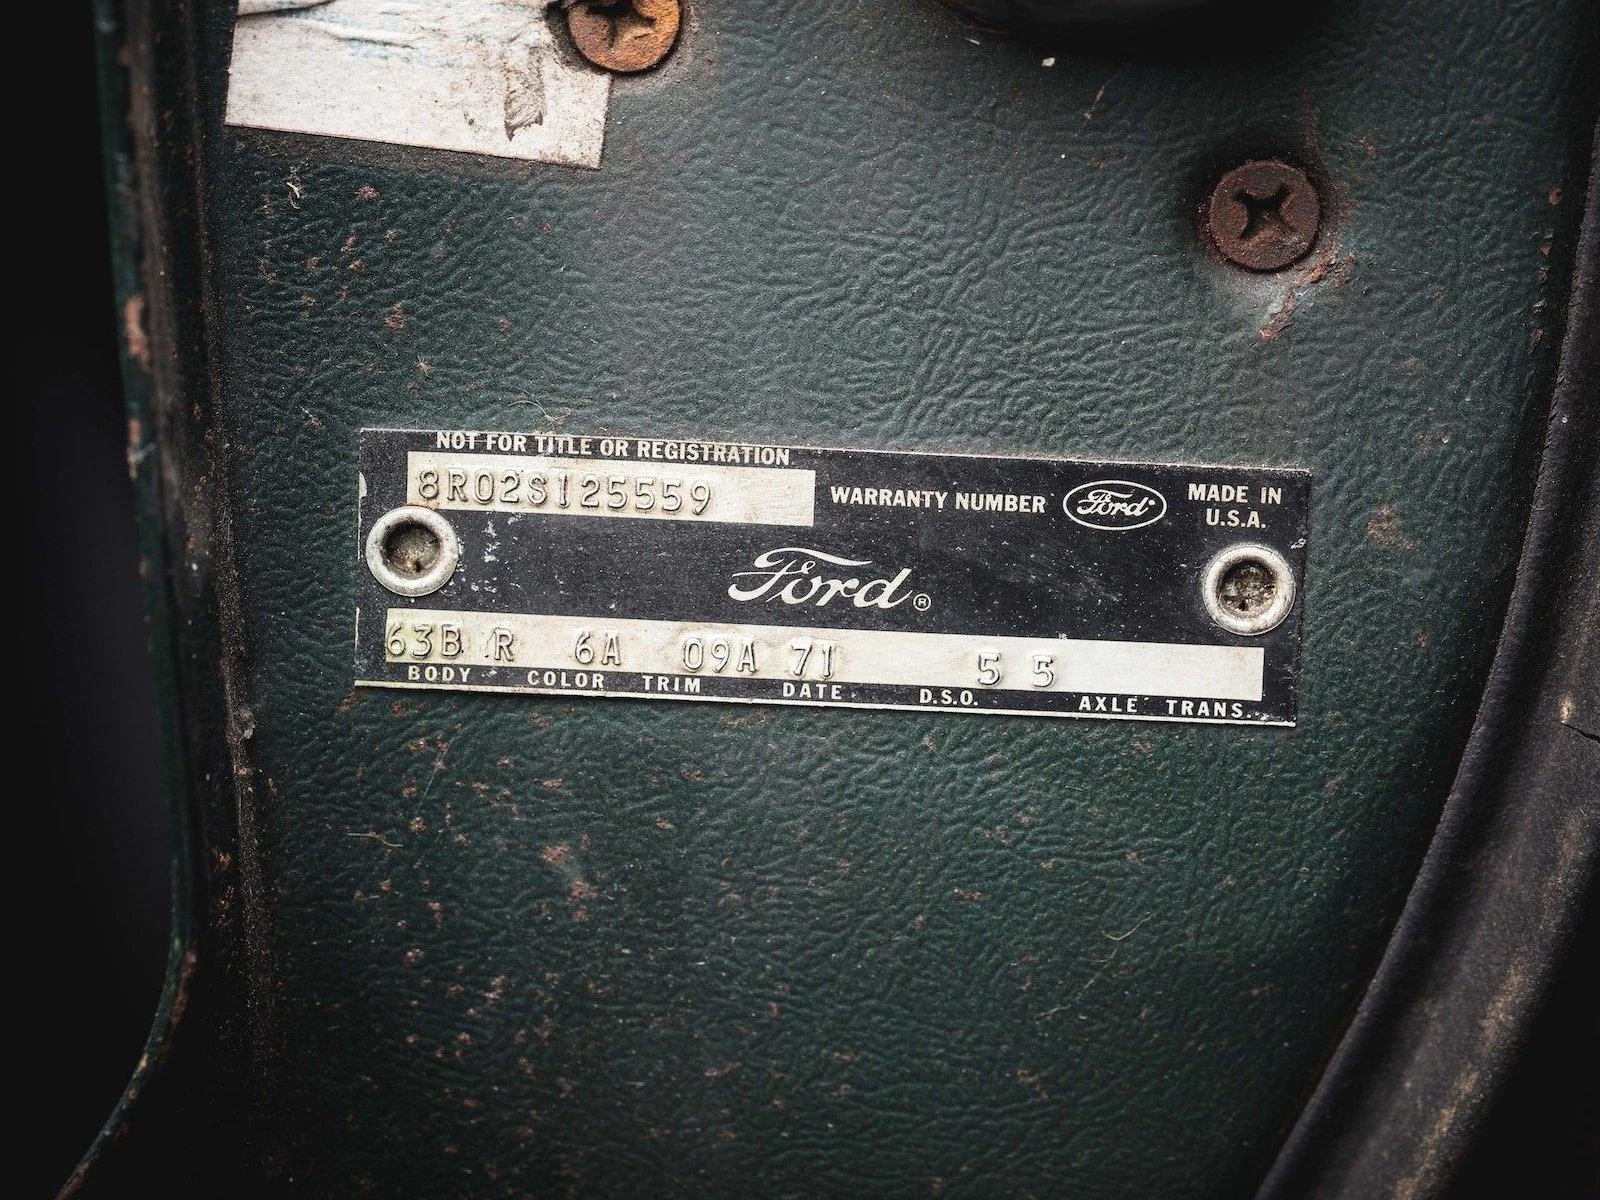 NOT FOR TITLE OR REGISTRATION
8R02S125559
WARRANTY NUMBER
Ford
MADE IN
U.S.A.
Ford®
63B R 6A 09A 71 5 5
BODY COLOR TRIM DATE D.S.O. AXLE TRANS.